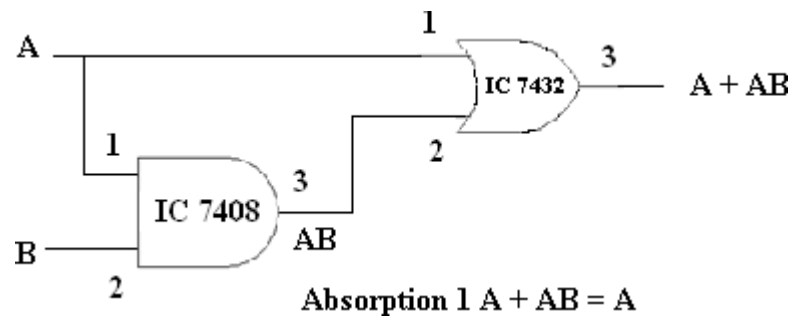 1
A
IC 7432
3
A + AB
2
1
IC 7408
3
AB
B
2
Absorption 1 A + AB = A